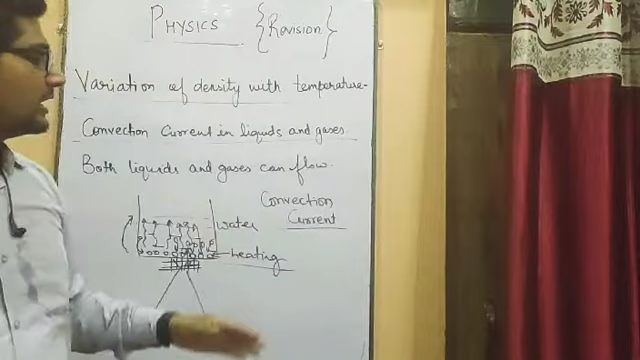 PHYSICS {Revision}
Variation of density with temperature-
Convection Current in liquids and gases.
Both liquids and gases can flow.
Convection
Current
water
heating